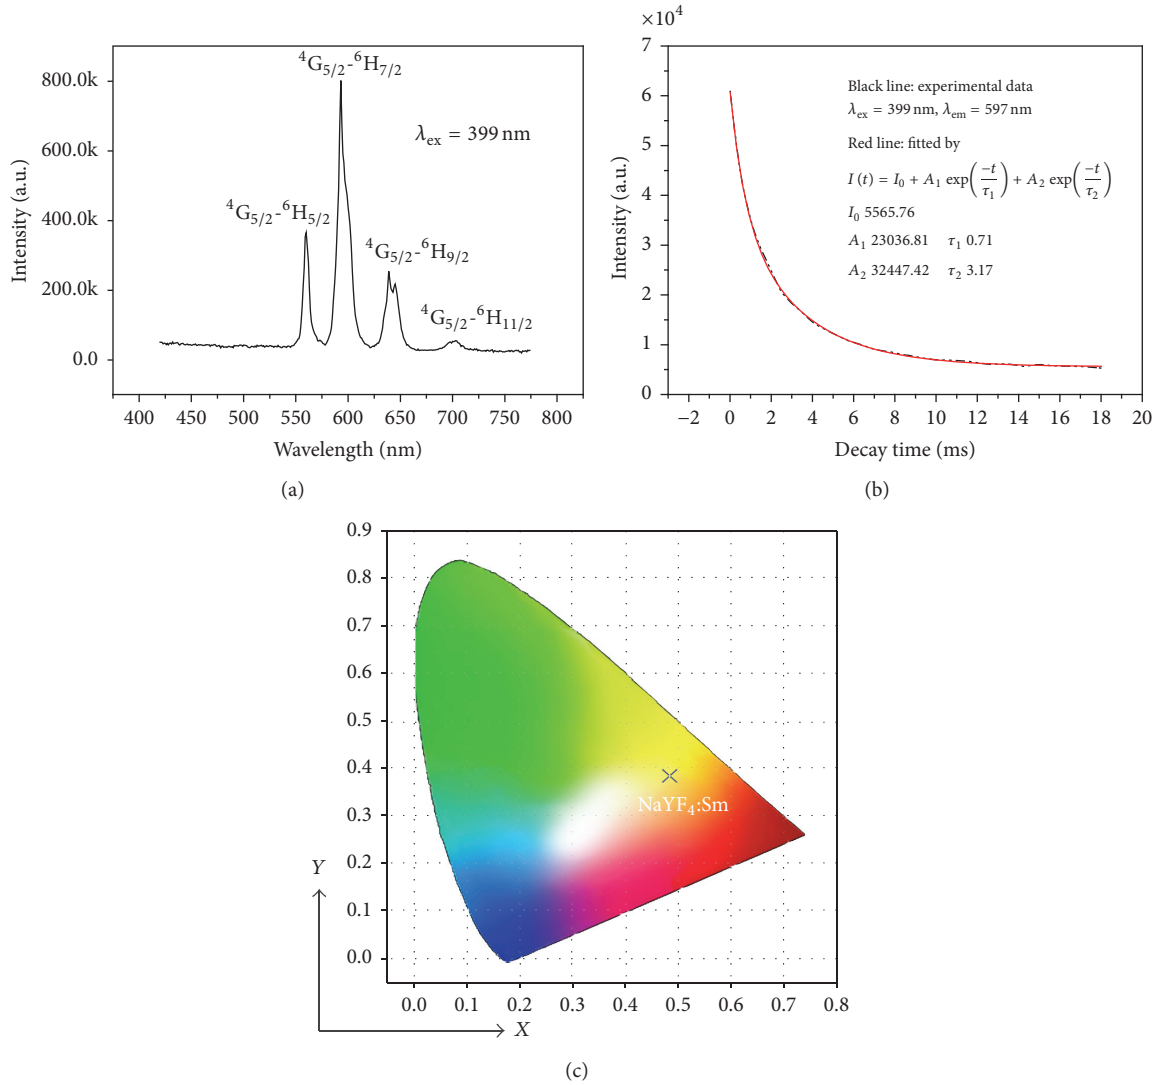 ⁴G₅/₂-⁶H₇/₂
λex = 399 nm
⁴G₅/₂-⁶H₅/₂
⁴G₅/₂-⁶H₉/₂
⁴G₅/₂-⁶H₁₁/₂
Intensity (a.u.)
800.0k
600.0k
400.0k
200.0k
0.0
400 450 500 550 600 650 700 750 800
Wavelength (nm)
(a)
×10⁴
Intensity (a.u.)
7
6
5
4
3
2
1
0
Black line: experimental data
λex = 399 nm, λem = 597 nm
Red line: fitted by
I (t) = I₀ + A₁ exp(−t/τ₁) + A₂ exp(−t/τ₂)
I₀ 5565.76
A₁ 23036.81 τ₁ 0.71
A₂ 32447.42 τ₂ 3.17
−2 0 2 4 6 8 10 12 14 16 18 20
Decay time (ms)
(b)
0.9
0.8
0.7
0.6
0.5
0.4
0.3
0.2
0.1
0.0
NaYF₄:Sm
Y
0.0 0.1 0.2 0.3 0.4 0.5 0.6 0.7 0.8
X
(c)